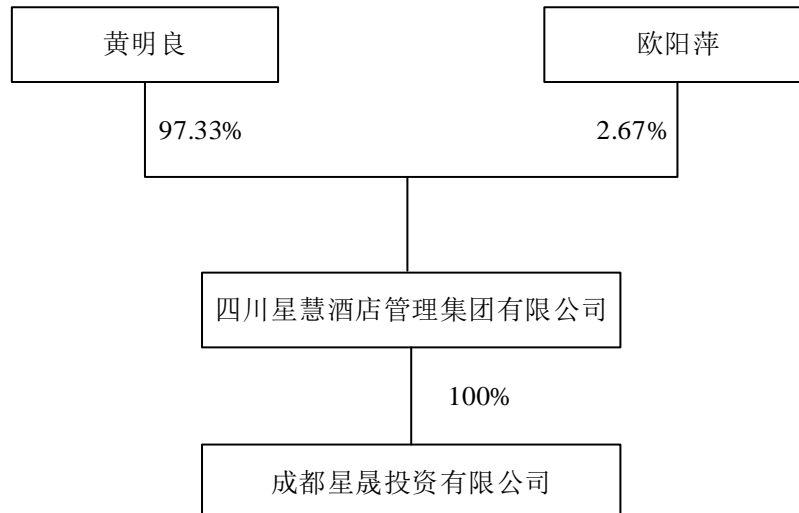 黄明良
欧阳萍
97.33%
2.67%
四川星慧酒店管理集团有限公司
100%
成都星晟投资有限公司